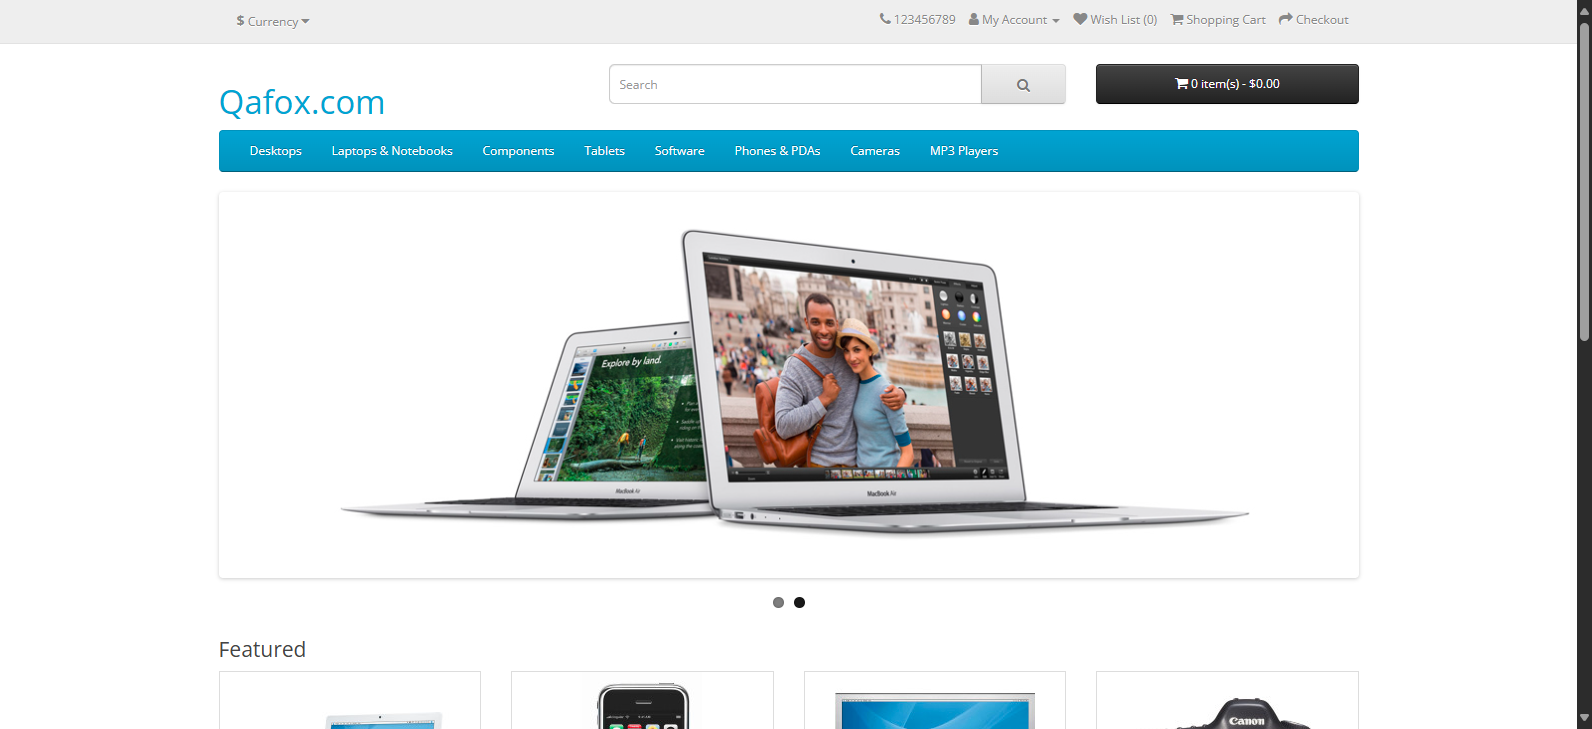 $ Currency
123456789 My Account Wish List (0) Shopping Cart Checkout
Qafox.com
Search
0 item(s) - $0.00
Desktops Laptops & Notebooks Components Tablets Software Phones & PDAs Cameras MP3 Players
Explore by land.
MacBook Air
MacBook Air
Featured
Canon